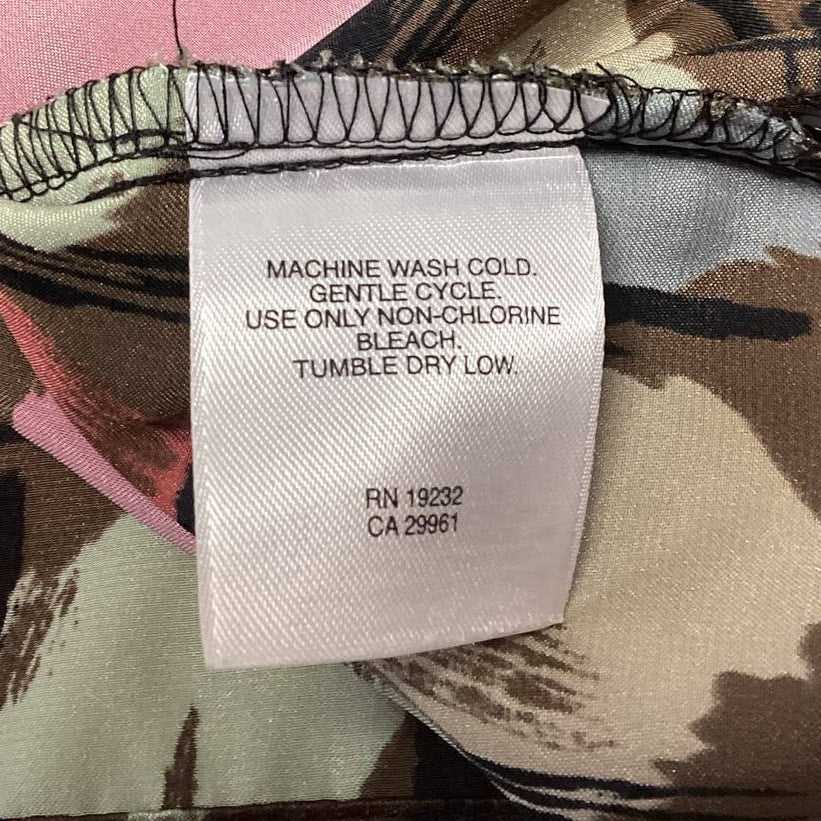 MACHINE WASH COLD.
GENTLE CYCLE.
USE ONLY NON-CHLORINE
BLEACH.
TUMBLE DRY LOW.
RN 19232
CA 29961